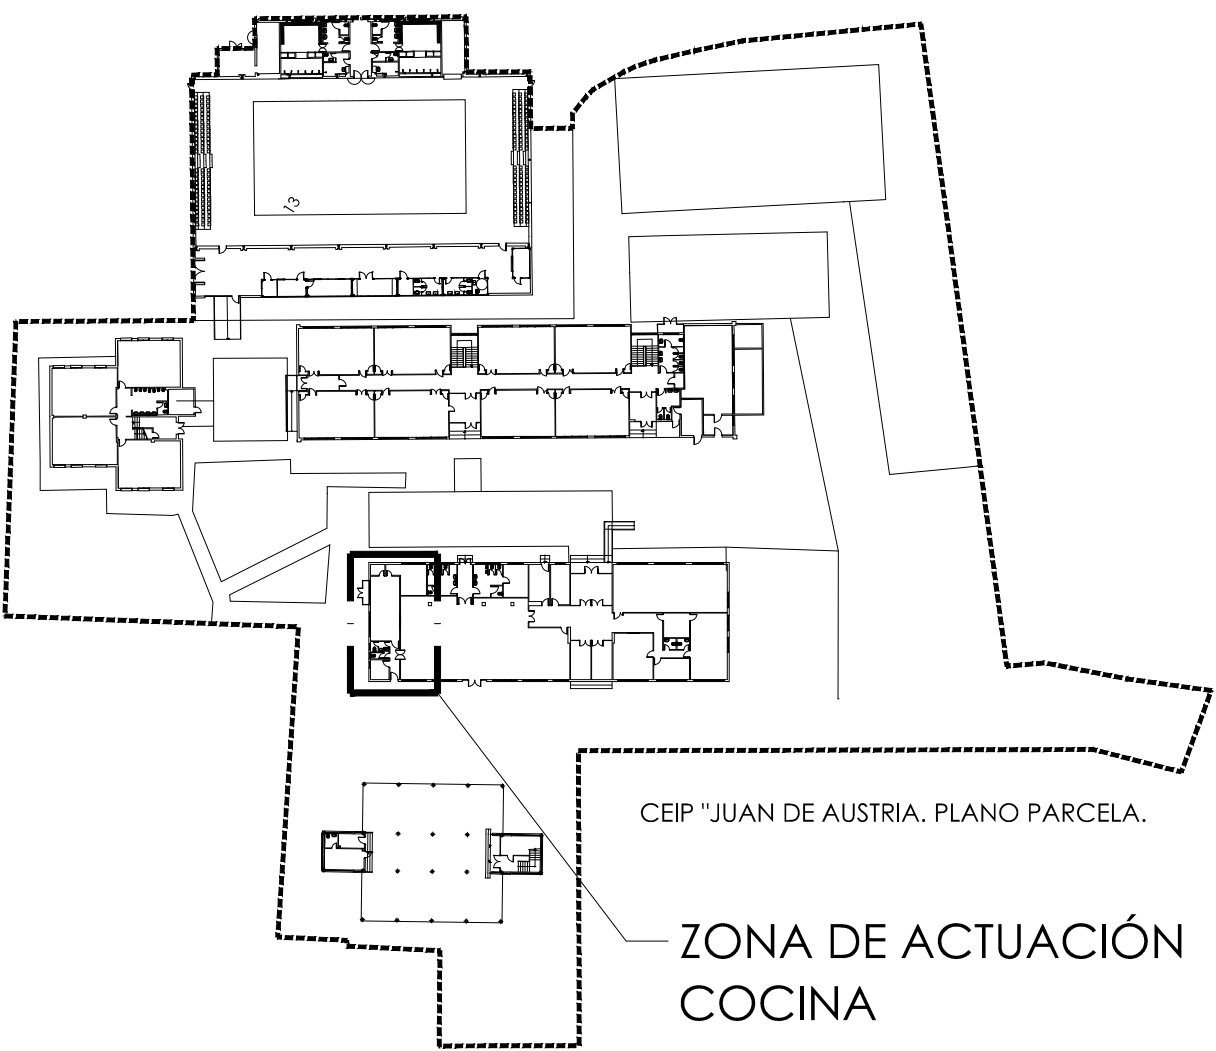 13
CEIP "JUAN DE AUSTRIA. PLANO PARCELA.
ZONA DE ACTUACIÓN
COCINA